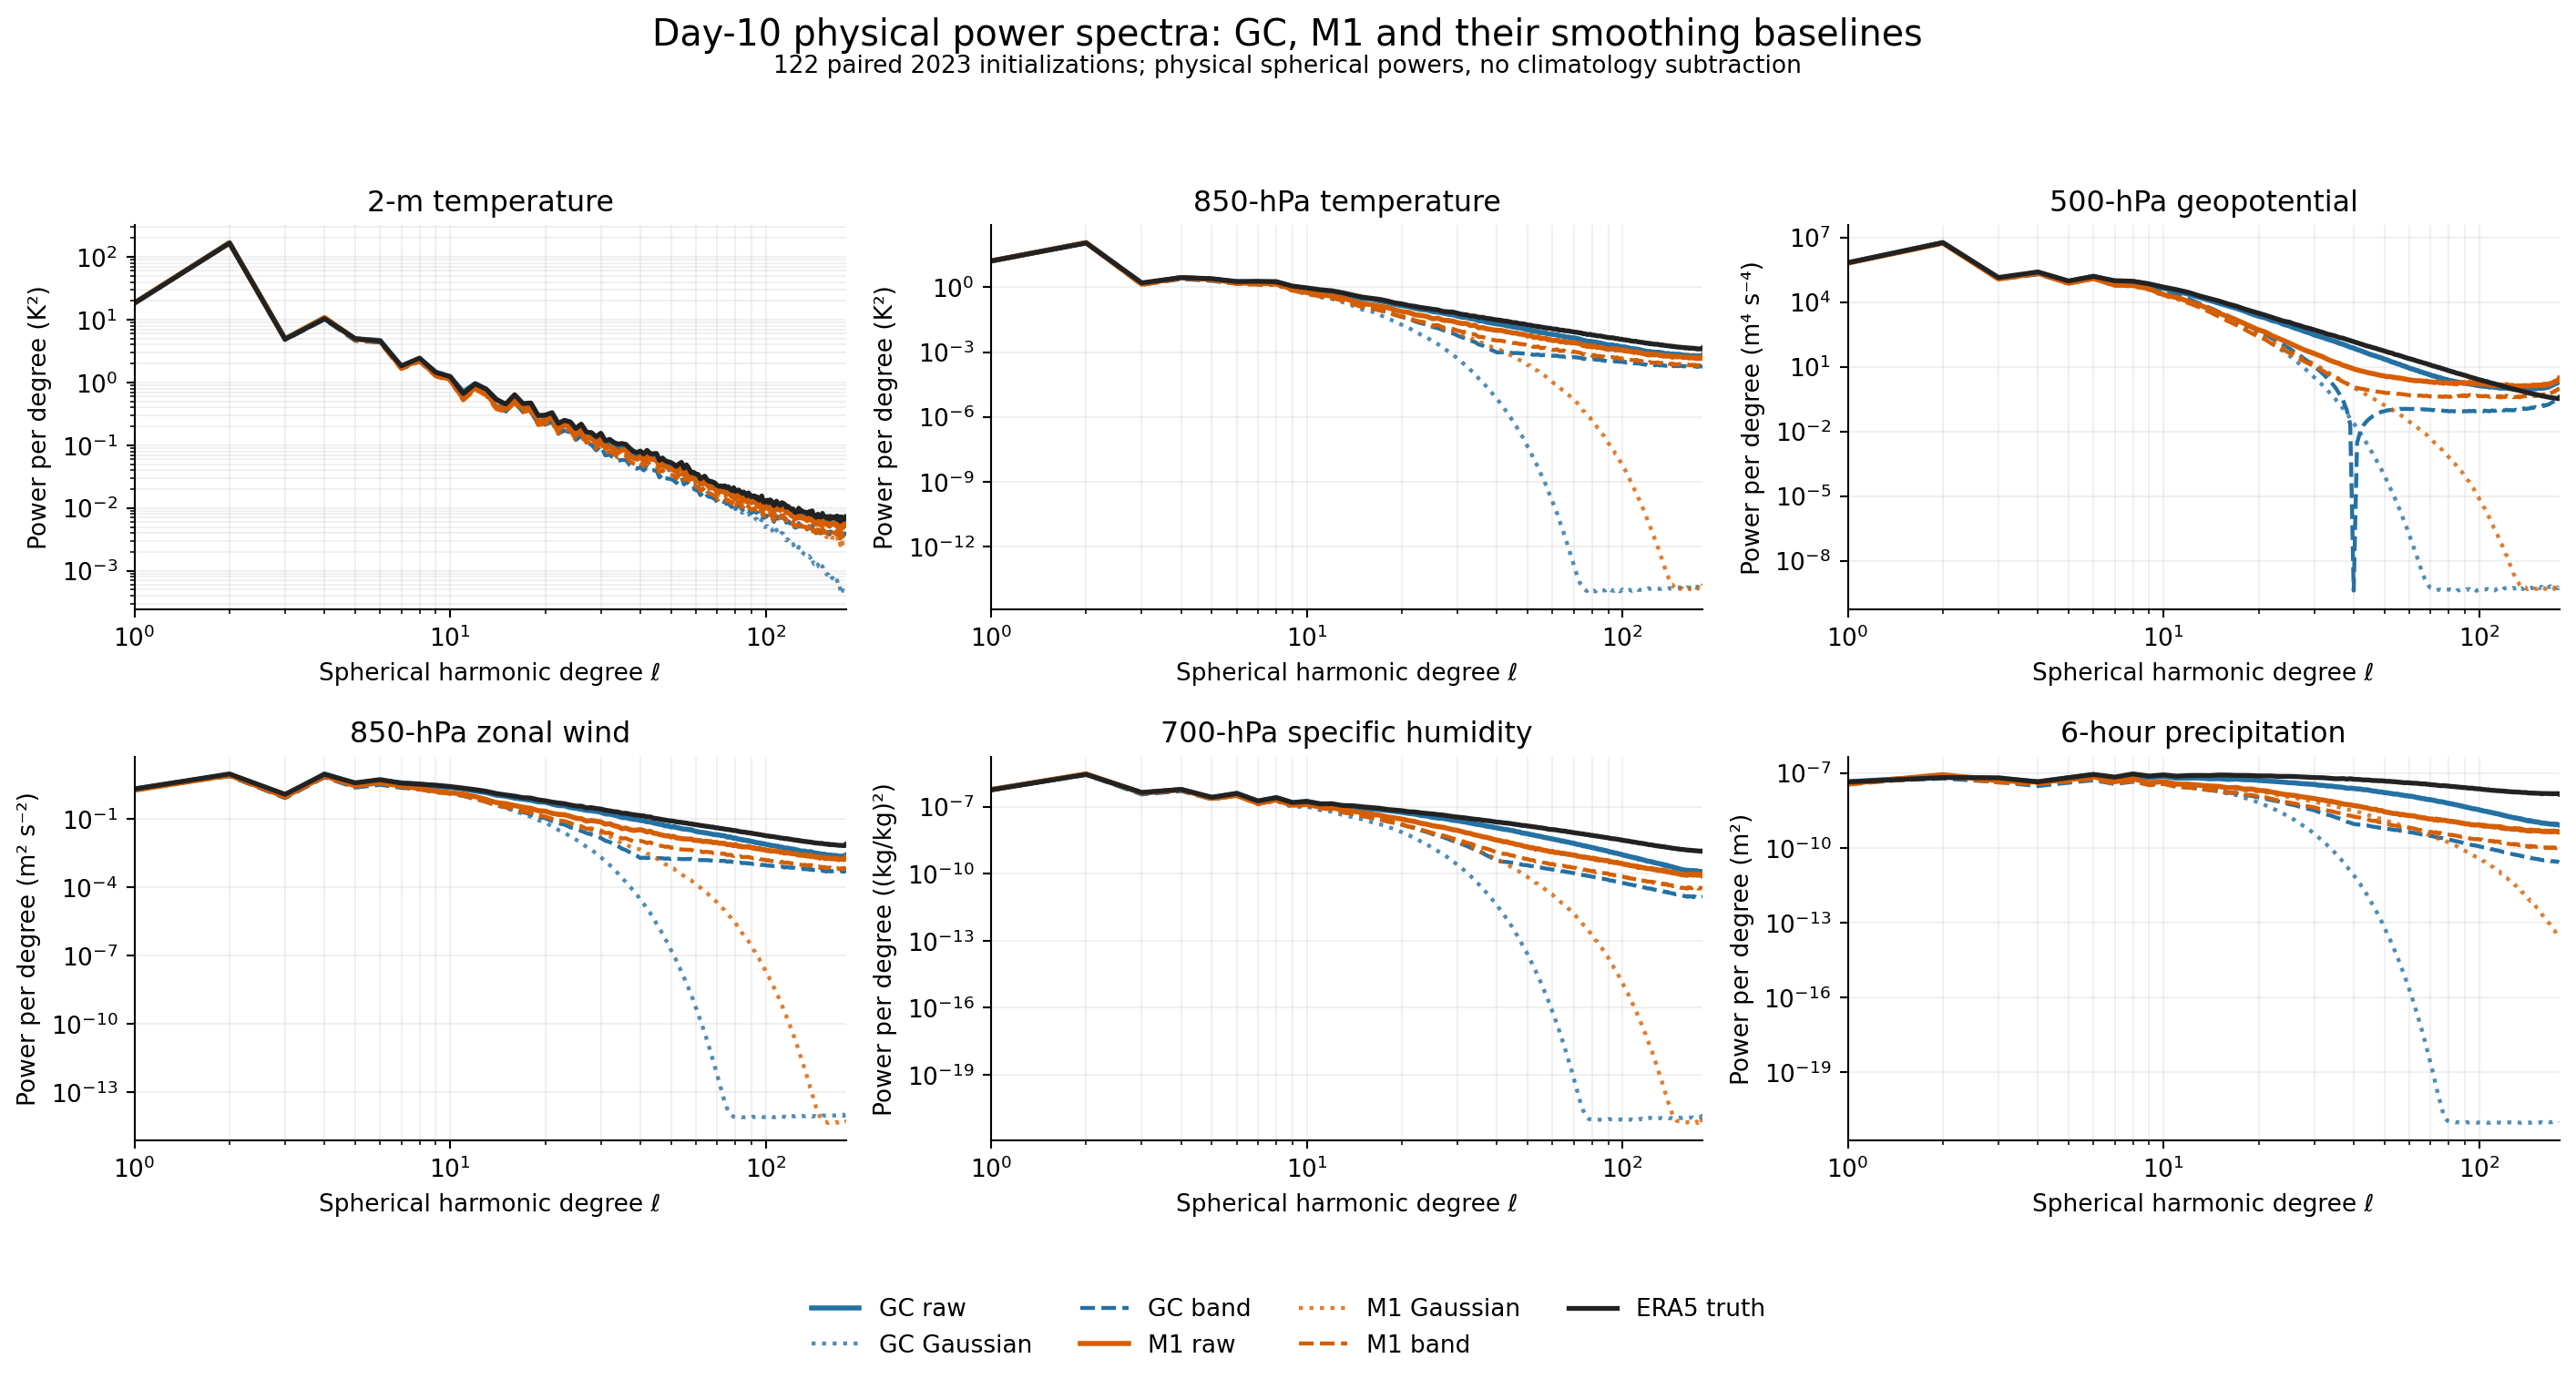 Day-10 physical power spectra: GC, M1 and their smoothing baselines
122 paired 2023 initializations; physical spherical powers, no climatology subtraction
2-m temperature
Power per degree (K²)
10²
10¹
10⁰
10⁻¹
10⁻²
10⁻³
10⁰ 10¹ 10²
Spherical harmonic degree ℓ
850-hPa temperature
Power per degree (K²)
10⁰
10⁻³
10⁻⁶
10⁻⁹
10⁻¹²
10⁰ 10¹ 10²
Spherical harmonic degree ℓ
500-hPa geopotential
Power per degree (m⁴ s⁻⁴)
10⁷
10⁴
10¹
10⁻²
10⁻⁵
10⁻⁸
10⁰ 10¹ 10²
Spherical harmonic degree ℓ
850-hPa zonal wind
Power per degree (m² s⁻²)
10⁻¹
10⁻⁴
10⁻⁷
10⁻¹⁰
10⁻¹³
10⁰ 10¹ 10²
Spherical harmonic degree ℓ
700-hPa specific humidity
Power per degree ((kg/kg)²)
10⁻⁷
10⁻¹⁰
10⁻¹³
10⁻¹⁶
10⁻¹⁹
10⁰ 10¹ 10²
Spherical harmonic degree ℓ
6-hour precipitation
Power per degree (m²)
10⁻⁷
10⁻¹⁰
10⁻¹³
10⁻¹⁶
10⁻¹⁹
10⁰ 10¹ 10²
Spherical harmonic degree ℓ
GC raw
GC Gaussian
GC band
M1 raw
M1 Gaussian
M1 band
ERA5 truth